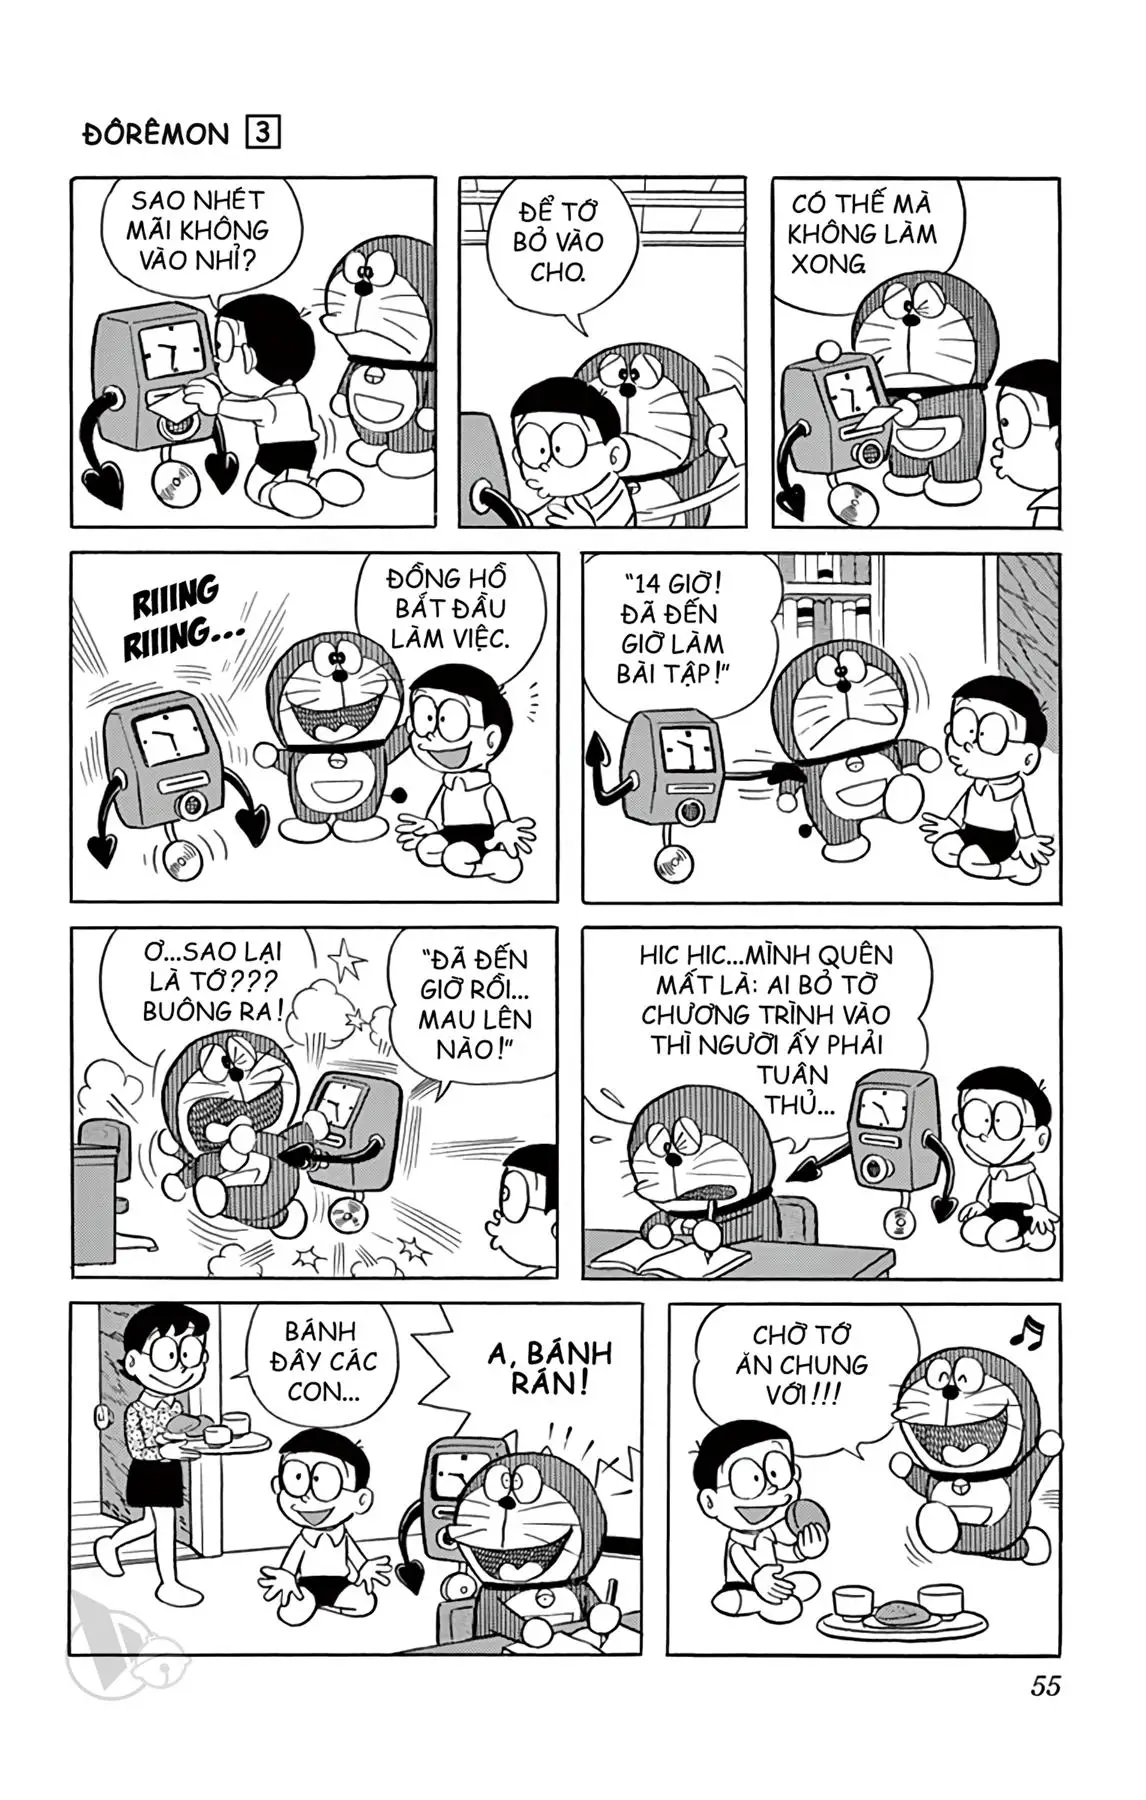 ĐÔRÊMON 3
SAO NHÉT
MÃI KHÔNG
VÀO NHỈ?
ĐỂ TỚ
BỎ VÀO
CHO.
CÓ THẾ MÀ
KHÔNG LÀM
XONG.
RIIING
RIIING...
ĐỒNG HỒ
BẮT ĐẦU
LÀM VIỆC.
"14 GIỜ!
ĐÃ ĐẾN
GIỜ LÀM
BÀI TẬP!"
Ơ...SAO LẠI
LÀ TỚ???
BUÔNG RA!
"ĐÃ ĐẾN
GIỜ RỒI...
MAU LÊN
NÀO!"
HIC HIC...MÌNH QUÊN
MẤT LÀ: AI BỎ TỜ
CHƯƠNG TRÌNH VÀO
THÌ NGƯỜI ẤY PHẢI
TUÂN
THỦ...
BÁNH
ĐÂY CÁC
CON...
A, BÁNH
RÁN!
CHỜ TỚ
ĂN CHUNG
VỚI!!!
55